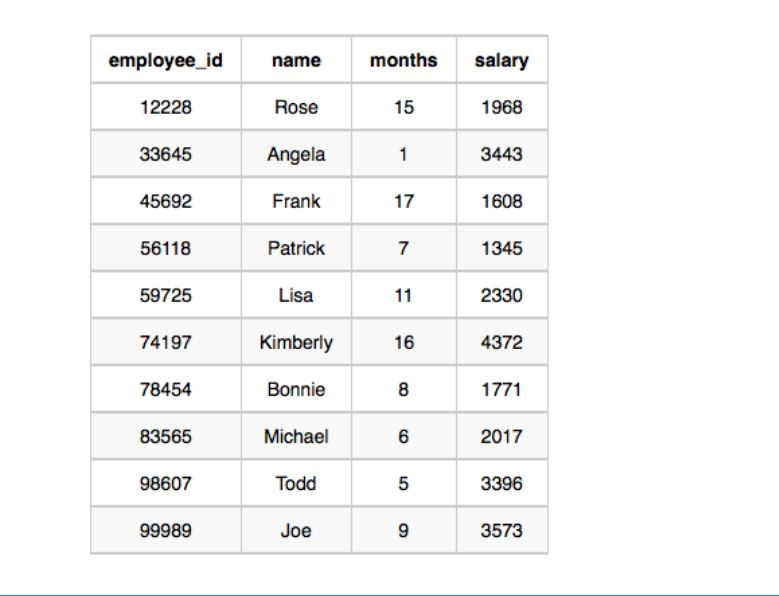 employee_id name months salary
12228 Rose 15 1968
33645 Angela 1 3443
45692 Frank 17 1608
56118 Patrick 7 1345
59725 Lisa 11 2330
74197 Kimberly 16 4372
78454 Bonnie 8 1771
83565 Michael 6 2017
98607 Todd 5 3396
99989 Joe 9 3573